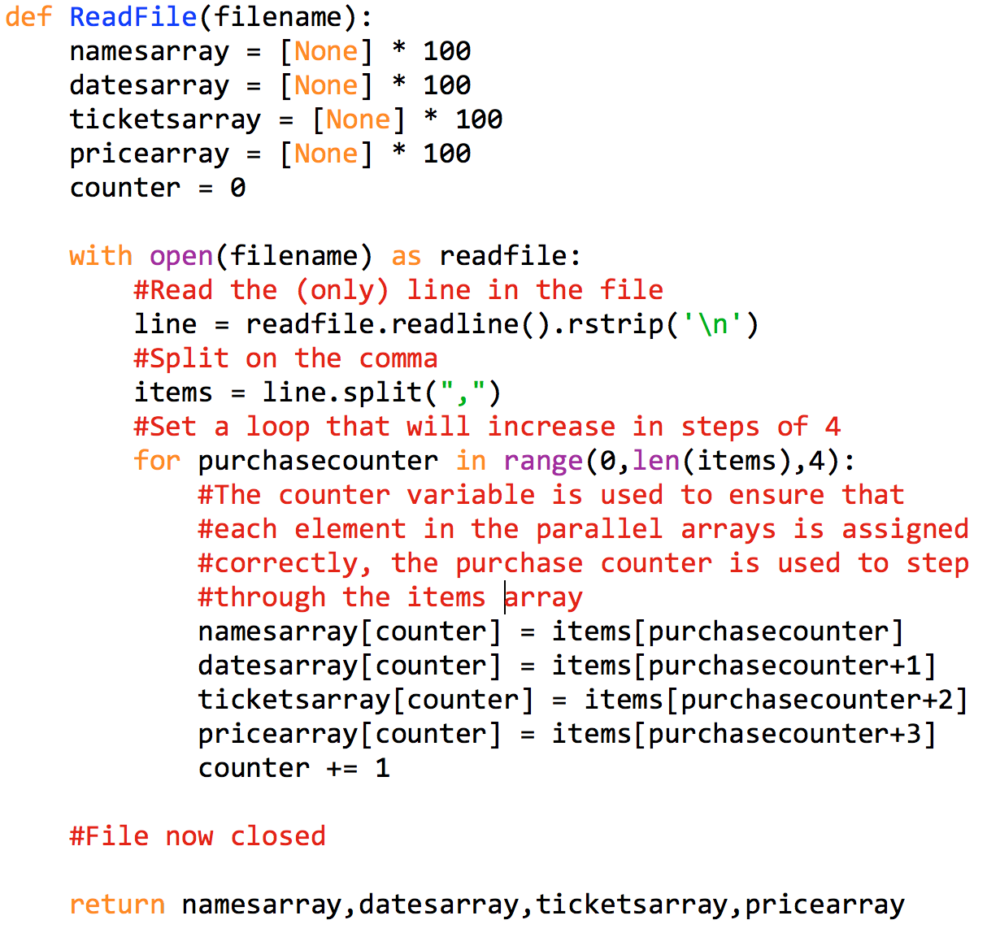 def ReadFile(filename):
    namesarray = [None] * 100
    datesarray = [None] * 100
    ticketsarray = [None] * 100
    pricearray = [None] * 100
    counter = 0

    with open(filename) as readfile:
        #Read the (only) line in the file
        line = readfile.readline().rstrip('\n')
        #Split on the comma
        items = line.split(",")
        #Set a loop that will increase in steps of 4
        for purchasecounter in range(0,len(items),4):
            #The counter variable is used to ensure that
            #each element in the parallel arrays is assigned
            #correctly, the purchase counter is used to step
            #through the items array
            namesarray[counter] = items[purchasecounter]
            datesarray[counter] = items[purchasecounter+1]
            ticketsarray[counter] = items[purchasecounter+2]
            pricearray[counter] = items[purchasecounter+3]
            counter += 1

    #File now closed

    return namesarray,datesarray,ticketsarray,pricearray